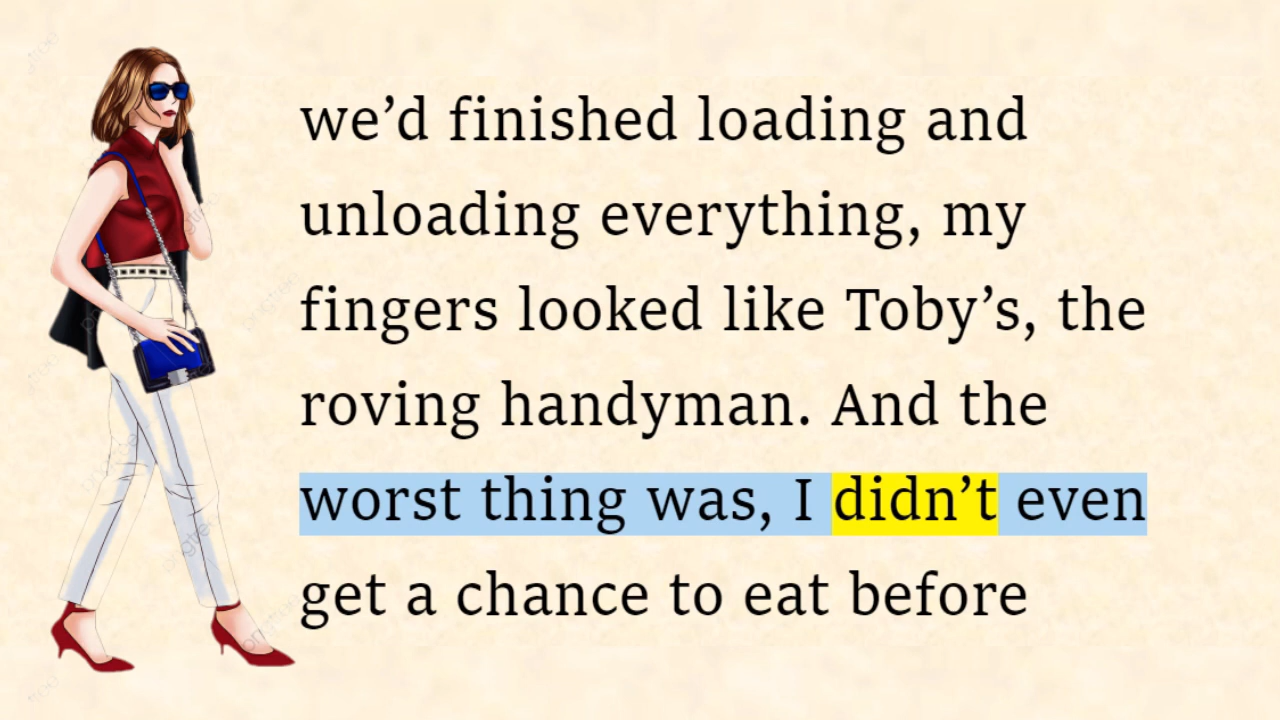 we’d finished loading and
unloading everything, my
fingers looked like Toby’s, the
roving handyman. And the
worst thing was, I didn’t even
get a chance to eat before